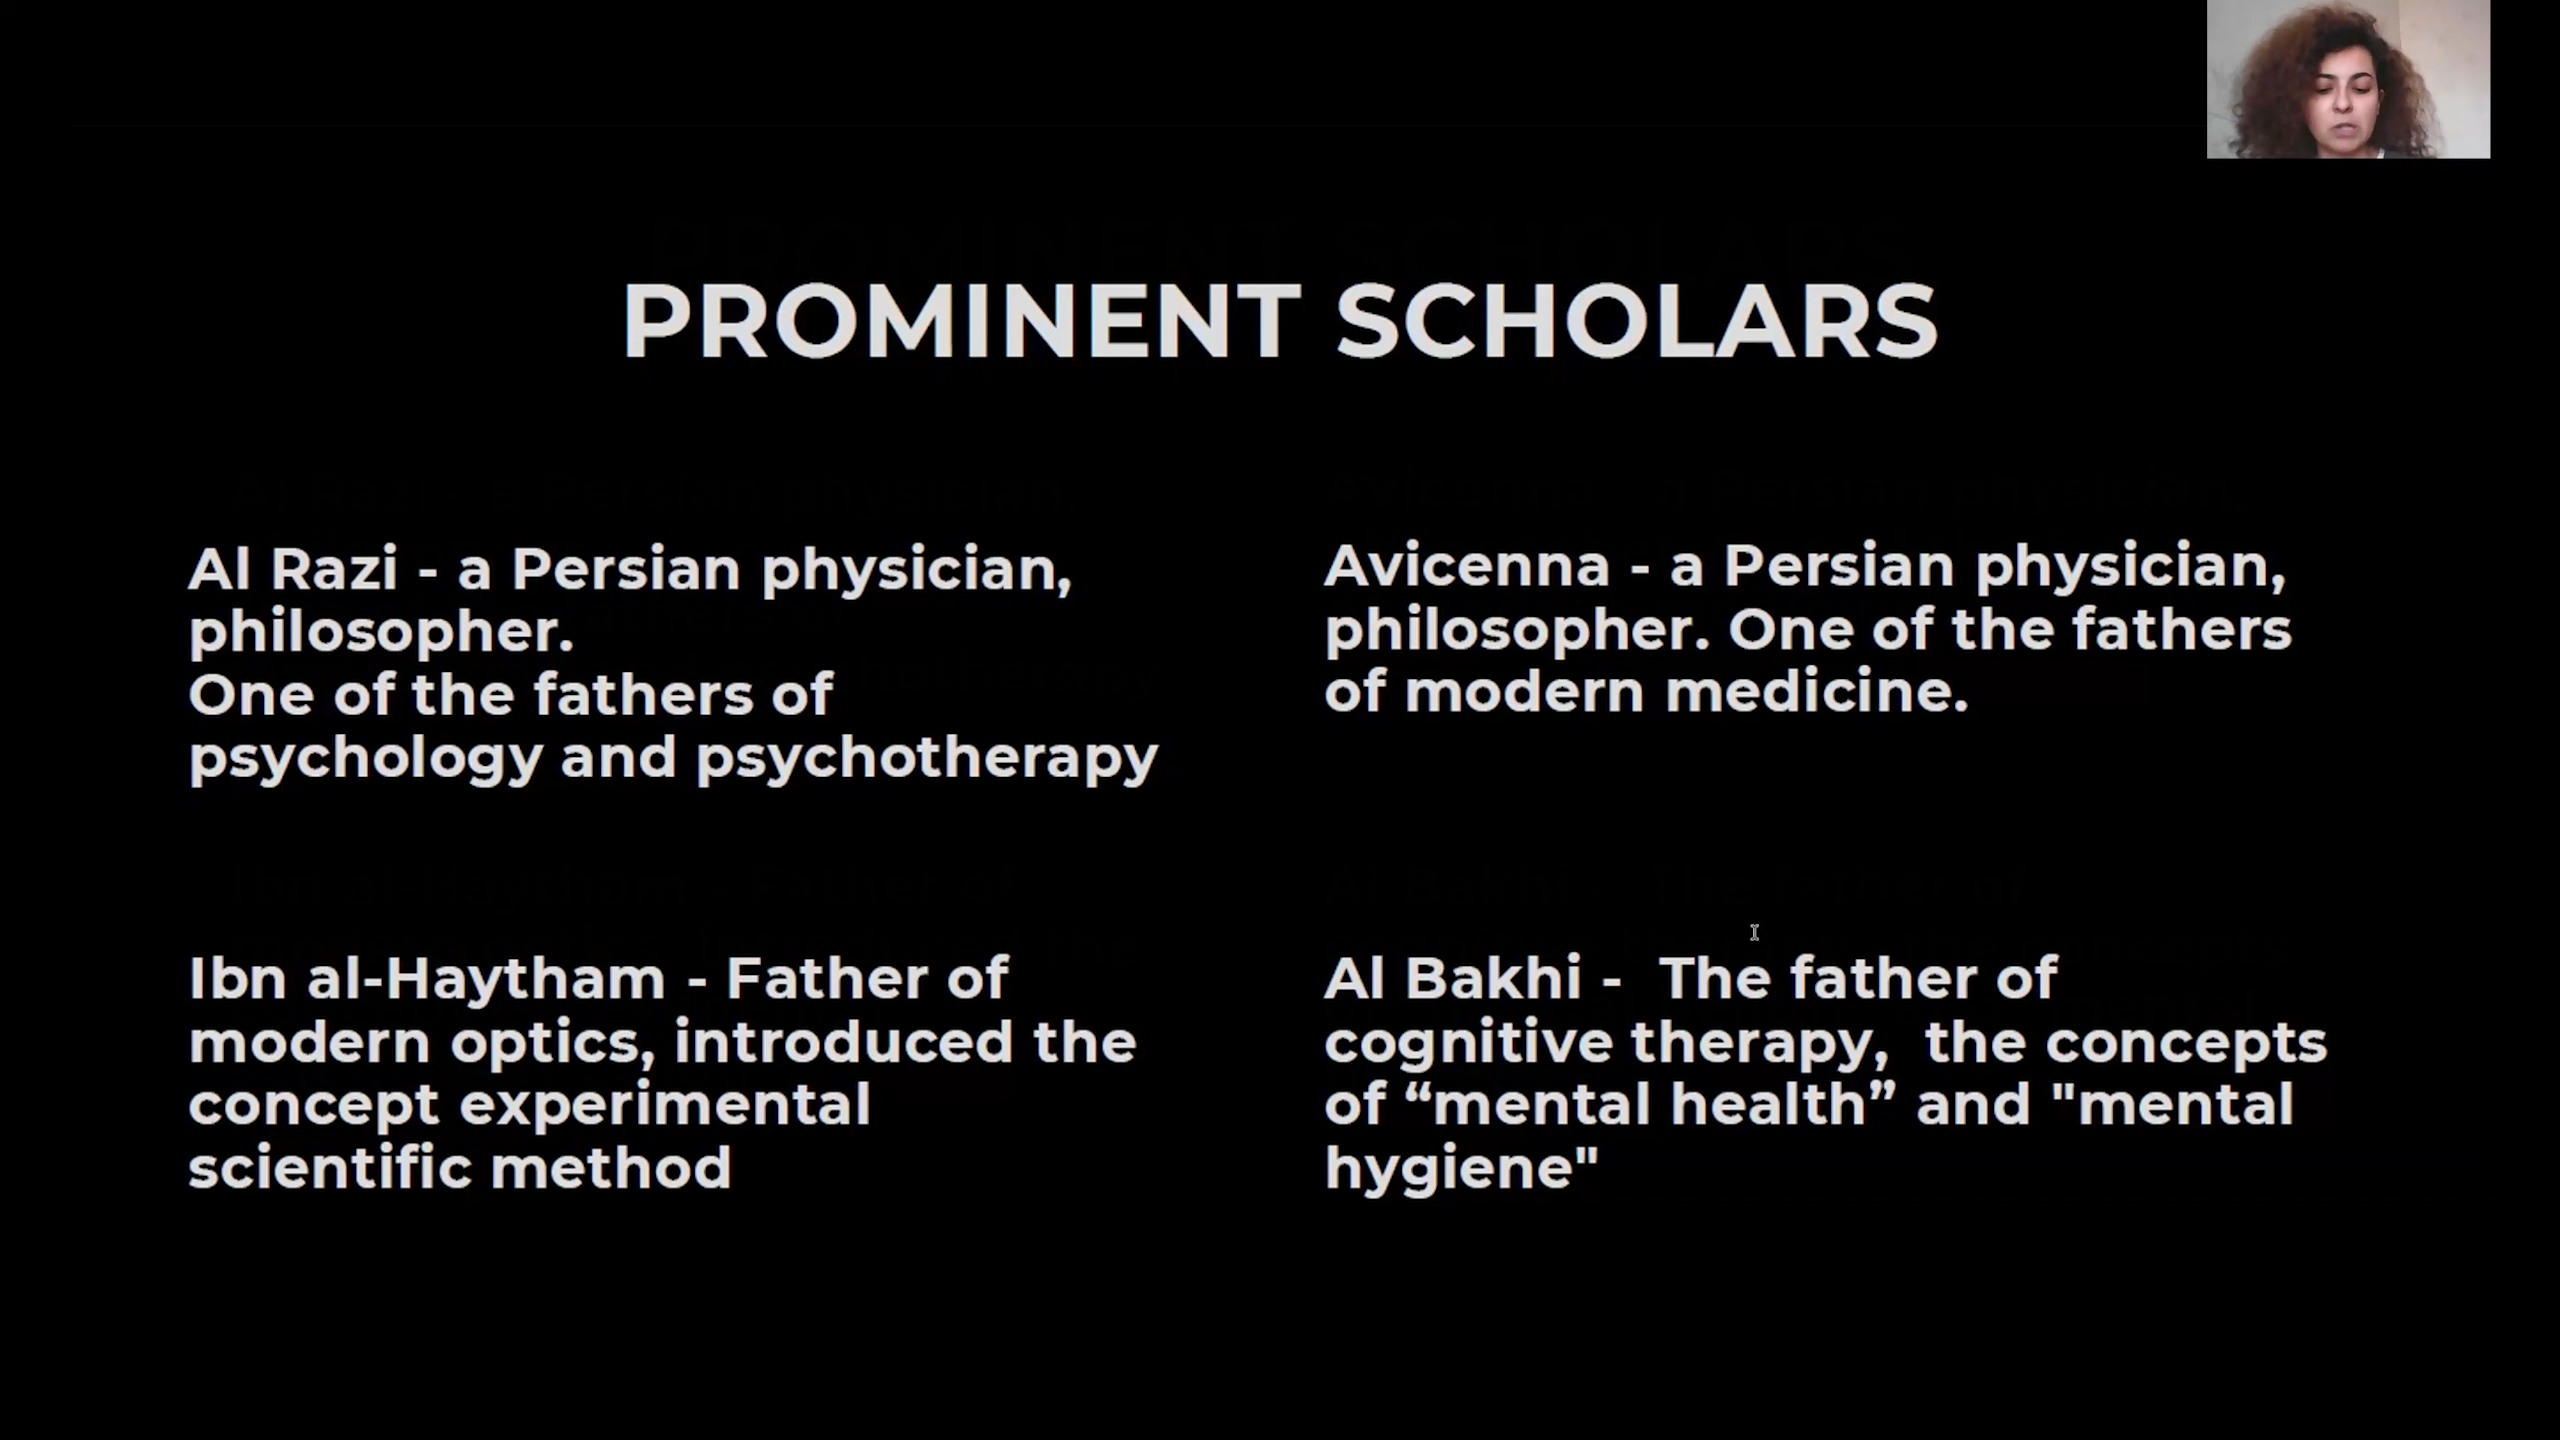 PROMINENT SCHOLARS
Al Razi - a Persian physician,
philosopher.
One of the fathers of
psychology and psychotherapy
Avicenna - a Persian physician,
philosopher. One of the fathers
of modern medicine.
Ibn al-Haytham - Father of
modern optics, introduced the
concept experimental
scientific method
Al Bakhi -  The father of
cognitive therapy,  the concepts
of “mental health” and "mental
hygiene"